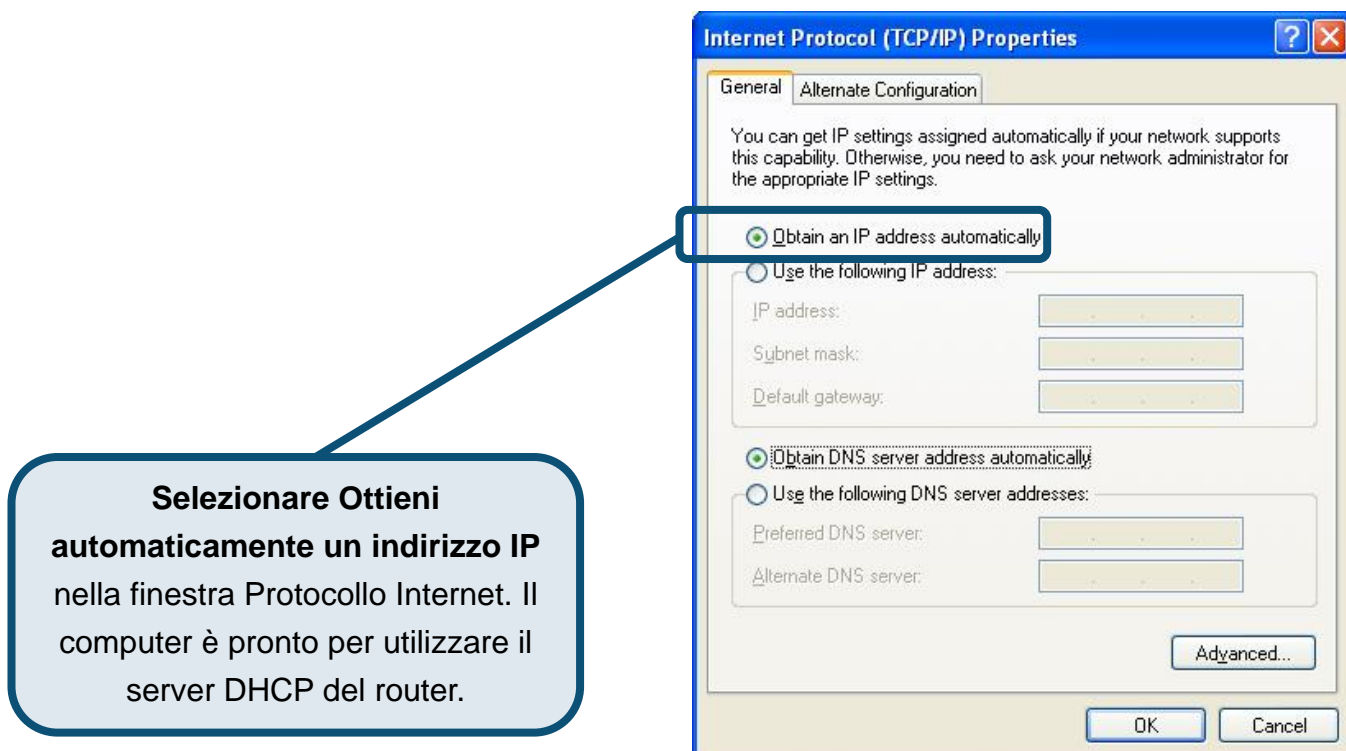 Internet Protocol (TCP/IP) Properties
General
Alternate Configuration
You can get IP settings assigned automatically if your network supports
this capability. Otherwise, you need to ask your network administrator for
the appropriate IP settings.
Obtain an IP address automatically
Use the following IP address:
IP address:
Subnet mask:
Default gateway:
Obtain DNS server address automatically
Use the following DNS server addresses:
Preferred DNS server:
Alternate DNS server:
Advanced...
OK
Cancel
Selezionare Ottieni
automaticamente un indirizzo IP
nella finestra Protocollo Internet. Il
computer è pronto per utilizzare il
server DHCP del router.